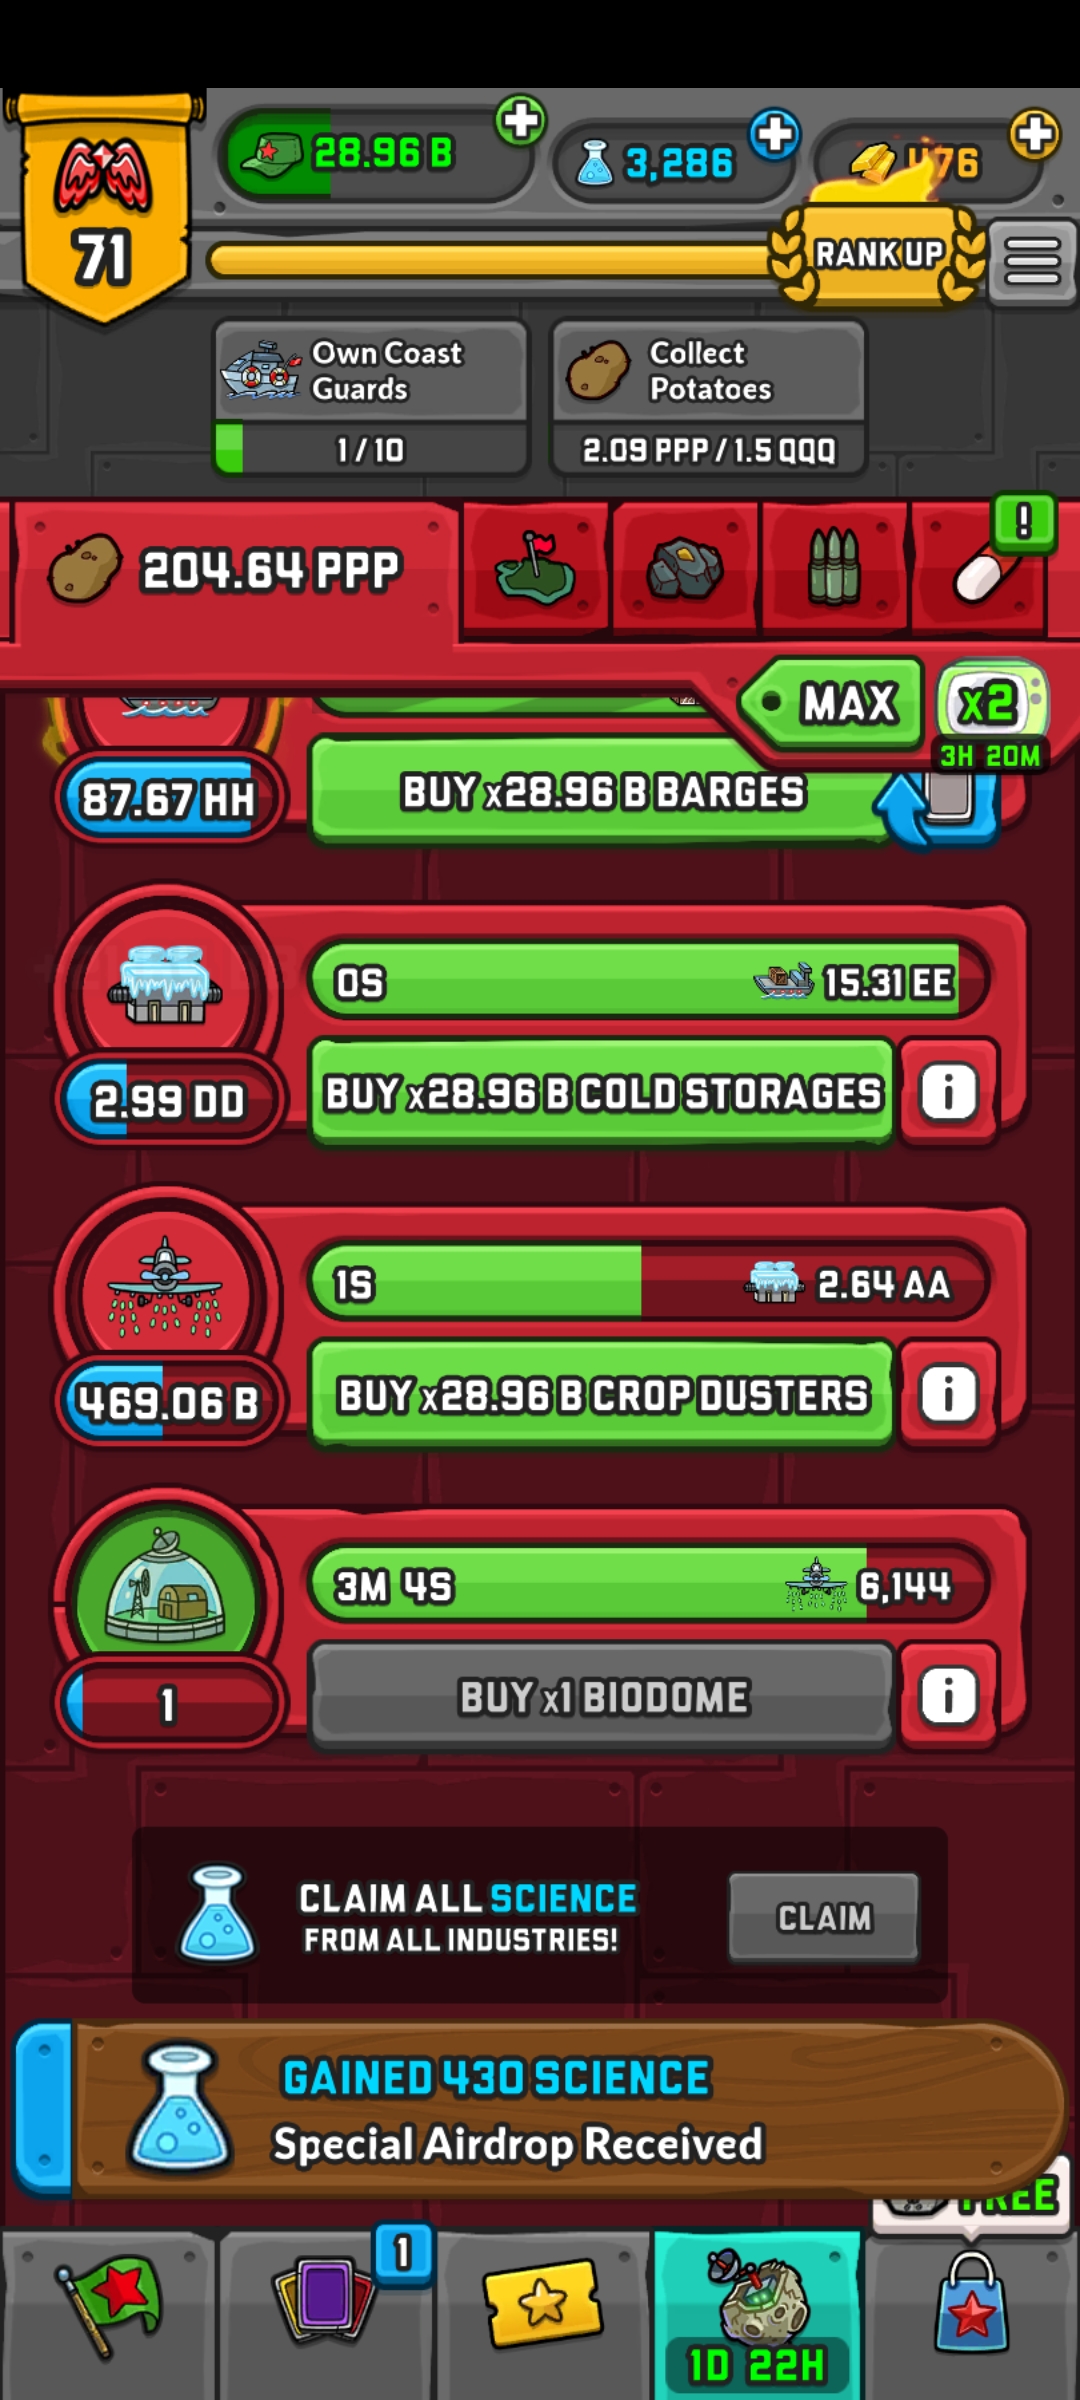 28.96 B
3,286
476
71
RANK UP
Own Coast
Guards
1/10
Collect
Potatoes
2.09 PPP/1.5 QQQ
204.64 PPP
!
MAX
x2
3H 20M
87.67 HH
BUY x28.96 B BARGES
0S
15.31 EE
2.99 DD
BUY x28.96 B COLD STORAGES
i
1S
2.64 AA
469.06 B
BUY x28.96 B CROP DUSTERS
i
3M 4S
6,144
1
BUY x1 BIODOME
i
CLAIM ALL SCIENCE
FROM ALL INDUSTRIES!
CLAIM
GAINED 430 SCIENCE
Special Airdrop Received
FREE
1
1D 22H